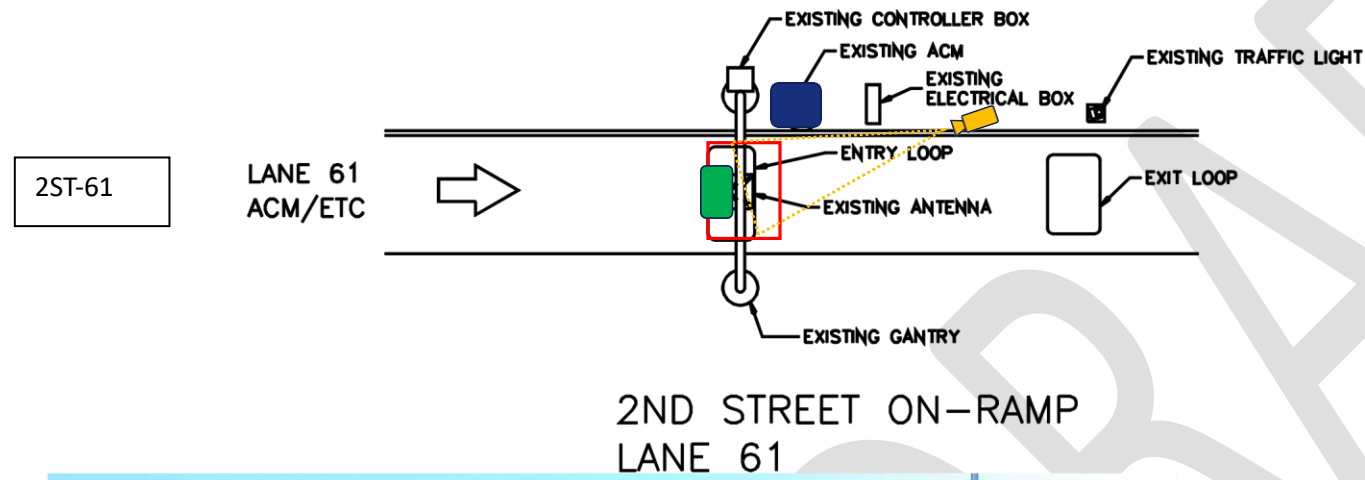 EXISTING CONTROLLER BOX
EXISTING ACM
EXISTING TRAFFIC LIGHT
EXISTING
ELECTRICAL BOX
2ST-61
LANE 61
ACM/ETC
ENTRY LOOP
EXIT LOOP
EXISTING ANTENNA
EXISTING GANTRY
2ND STREET ON-RAMP
LANE 61